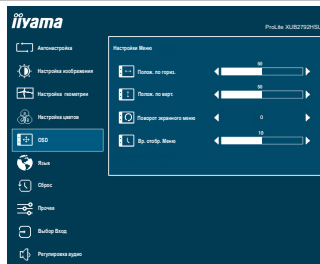 iiyama
ProLite XUB2792HSU
Автонастройка
Настройки Меню
Настройка изображения
Полож. по гориз.
50
Настройка геометрии
Полож. по верт.
50
Настройка цветов
Поворот экранного меню
0
OSD
Вр. отобр. Меню
10
Язык
Сброс
Прочее
Выбор Вход
Регулировка аудио